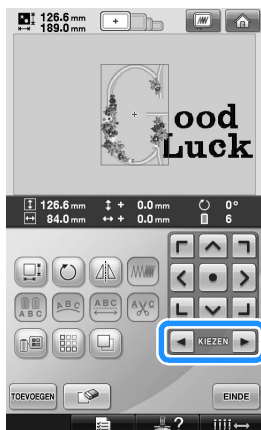 126.6 mm
189.0 mm
ood
Luck
126.6 mm + 0.0 mm 0°
84.0 mm + 0.0 mm 6
A B C
A B C
A B C
A B C
KIEZEN
TOEVOEGEN
EINDE
?